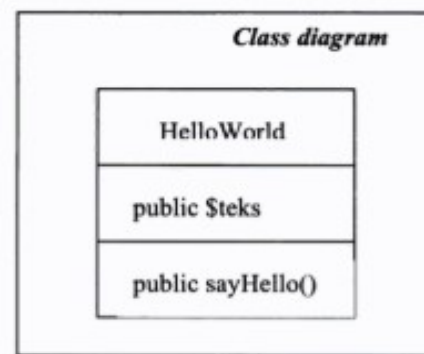 Class diagram
HelloWorld
public $teks
public sayHello()